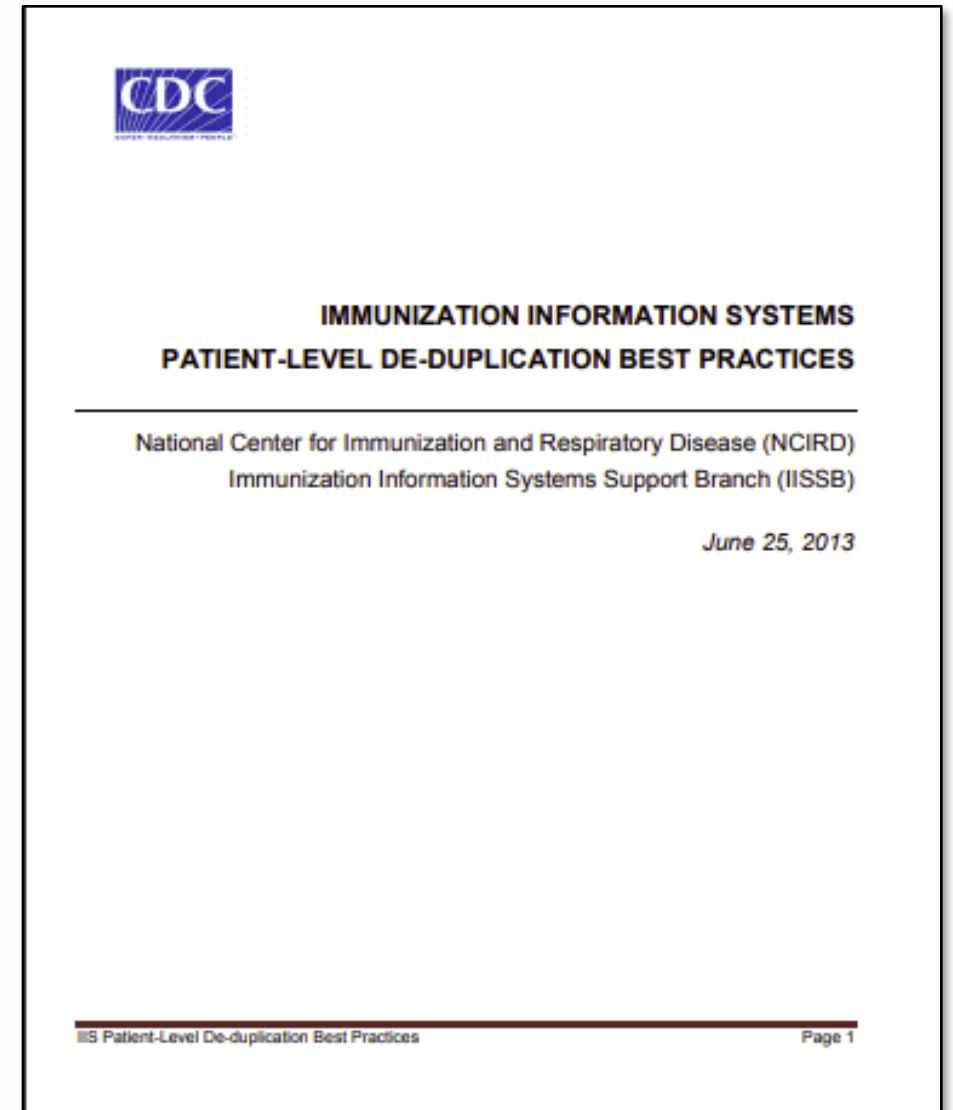 CDC
IMMUNIZATION INFORMATION SYSTEMS
PATIENT-LEVEL DE-DUPLICATION BEST PRACTICES
National Center for Immunization and Respiratory Disease (NCIRD)
Immunization Information Systems Support Branch (IISSB)
June 25, 2013
IIS Patient-Level De-duplication Best Practices Page 1